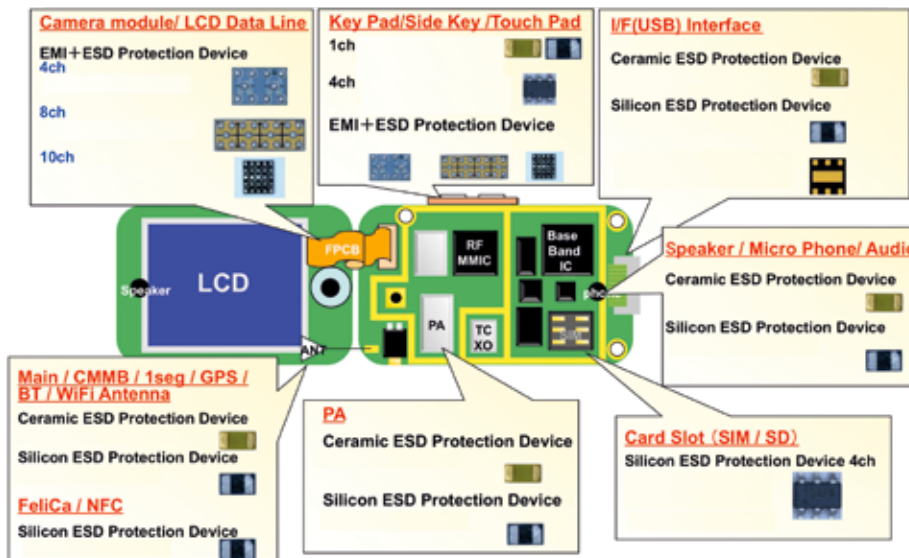 Camera module/ LCD Data Line
EMI+ESD Protection Device
4ch
8ch
10ch
Key Pad/Side Key /Touch Pad
1ch
4ch
EMI+ESD Protection Device
I/F(USB) Interface
Ceramic ESD Protection Device
Silicon ESD Protection Device
Speaker / Micro Phone/ Audio
Ceramic ESD Protection Device
Silicon ESD Protection Device
FPCB
LCD
Speaker
ANT
RF
MMIC
Base
Band
IC
PA
TC
XO
Main / CMMB / 1seg / GPS /
BT / WiFi Antenna
Ceramic ESD Protection Device
Silicon ESD Protection Device
FeliCa / NFC
Silicon ESD Protection Device
PA
Ceramic ESD Protection Device
Silicon ESD Protection Device
Card Slot (SIM / SD)
Silicon ESD Protection Device 4ch